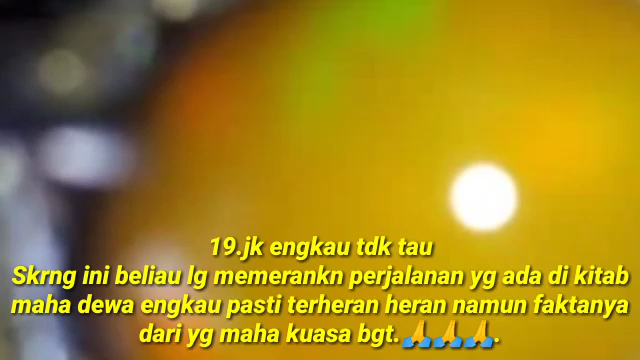 19.jk engkau tdk tau
Skrng ini beliau lg memerankn perjalanan yg ada di kitab
maha dewa engkau pasti terheran heran namun faktanya
dari yg maha kuasa bgt.🙏🙏🙏.